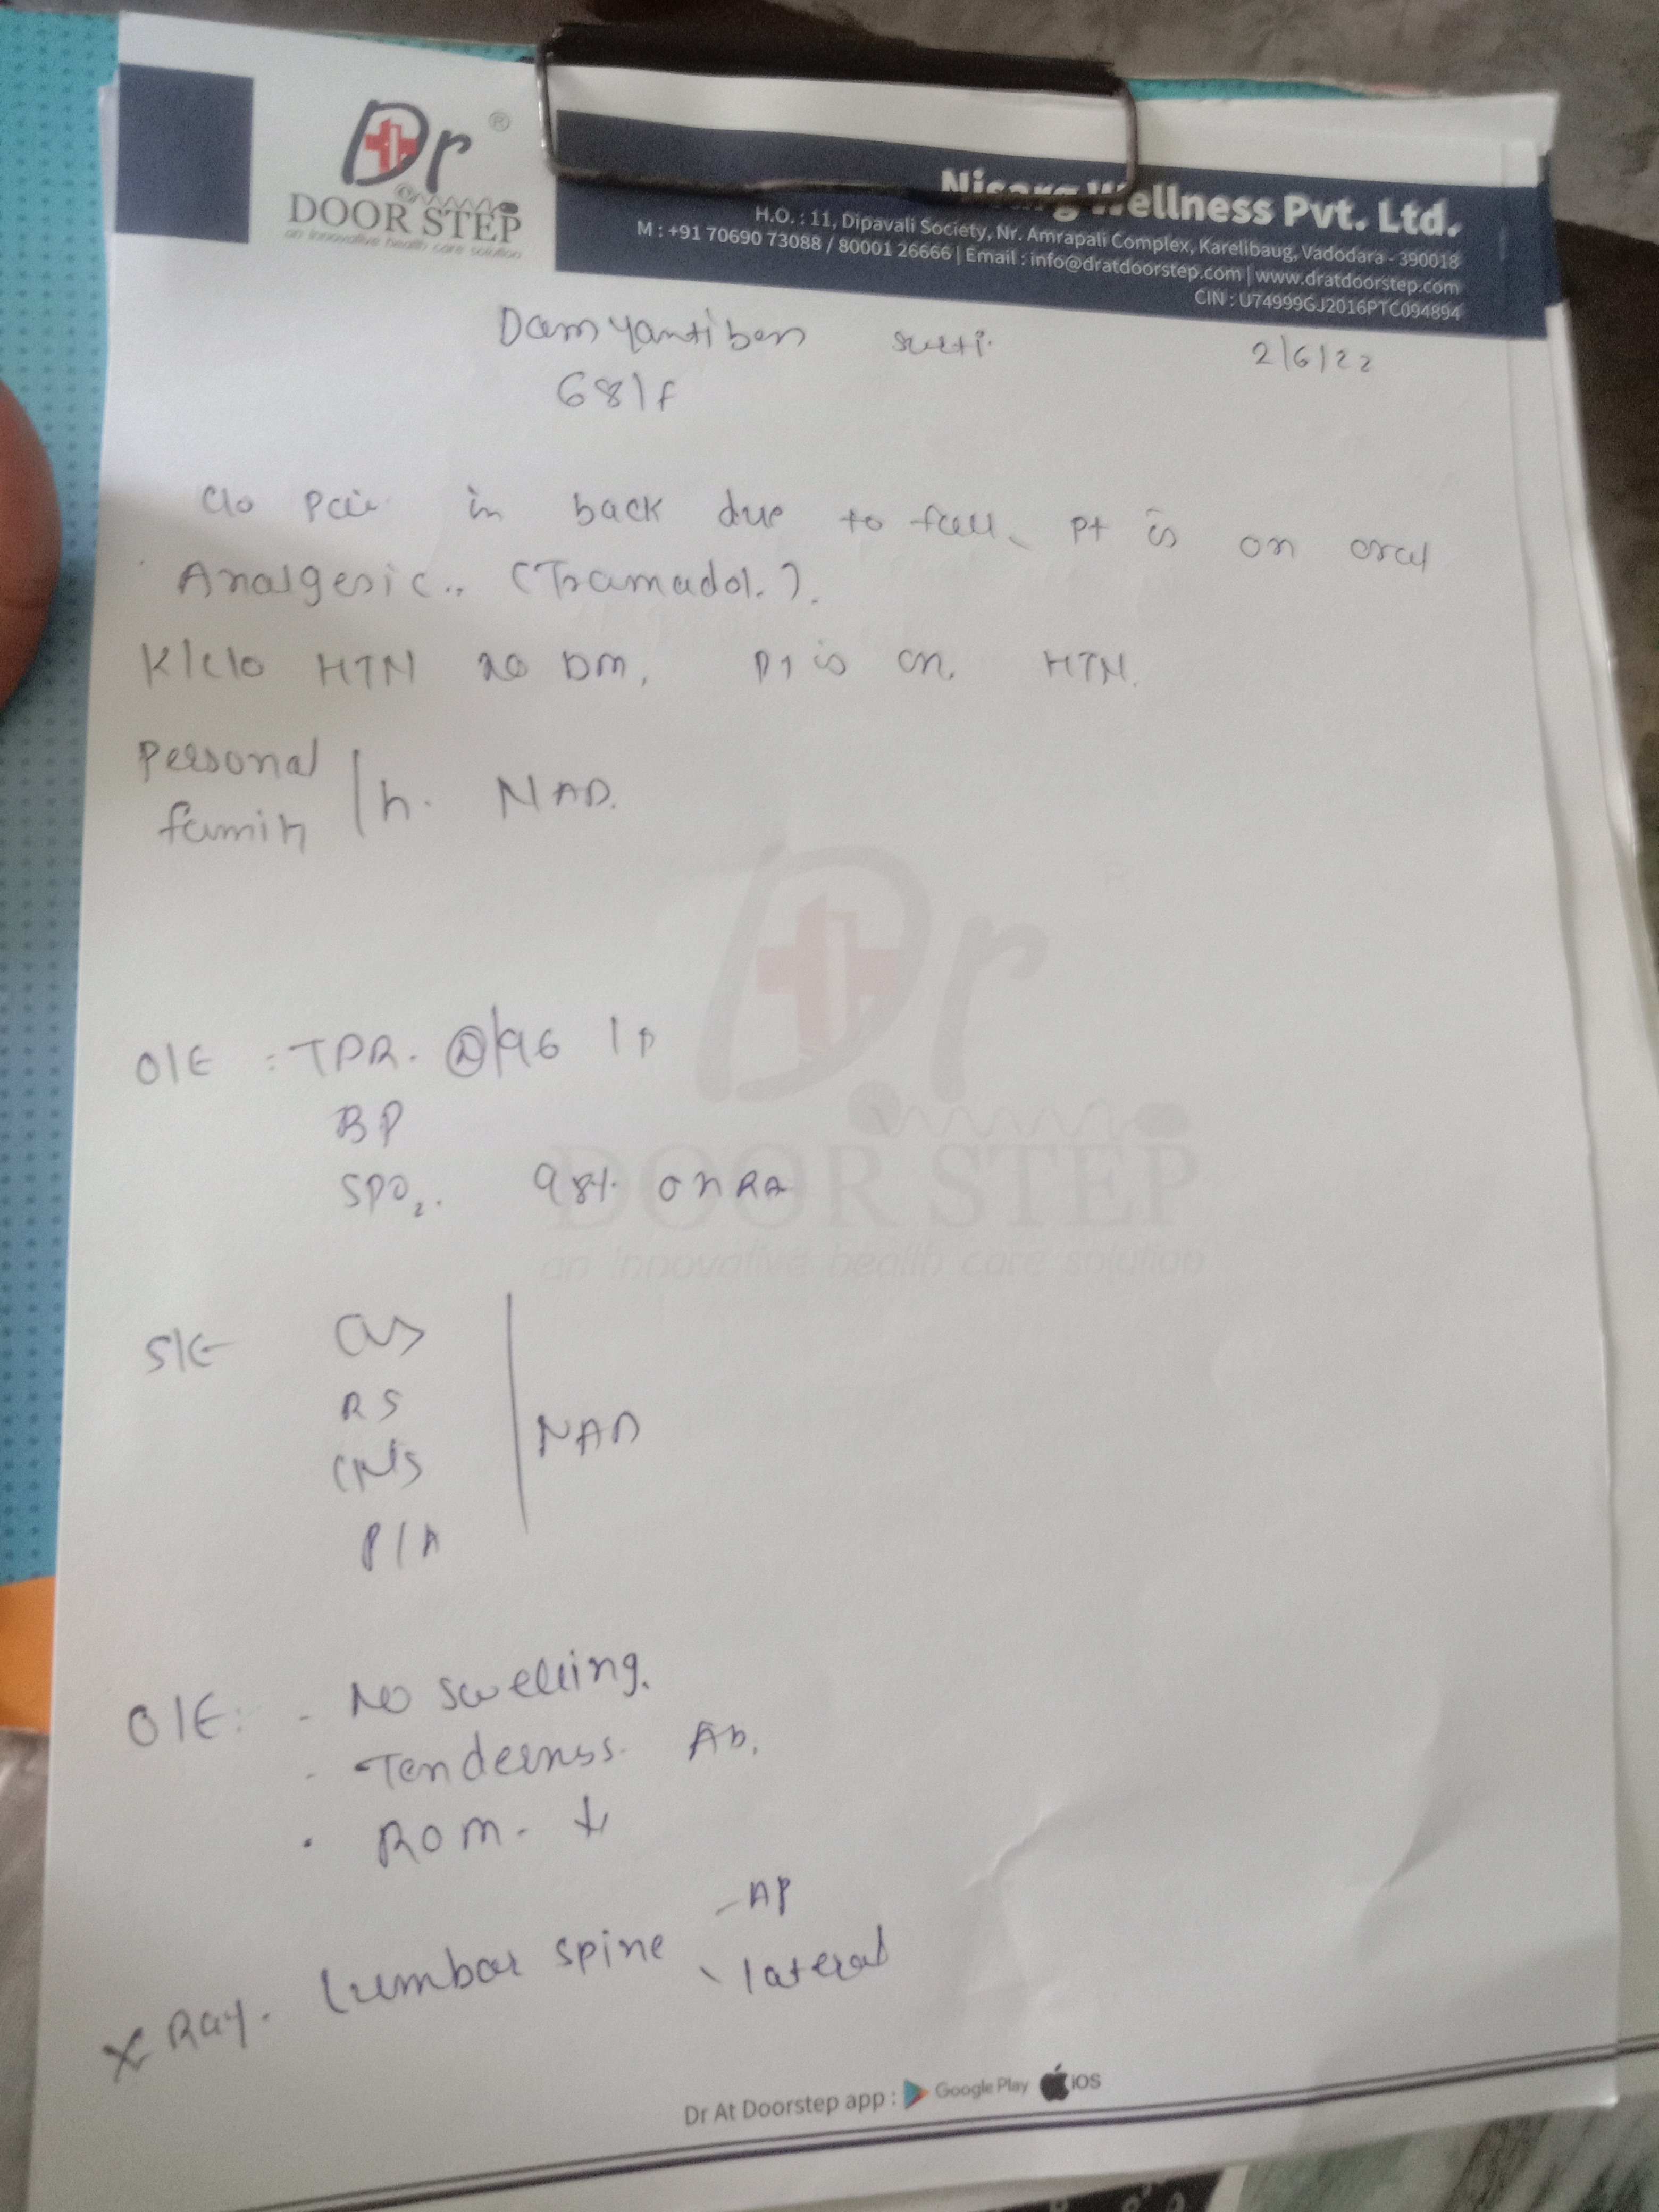 Dr ®
DOOR STEP
an innovative health care solution
Nisarg Wellness Pvt. Ltd.
H.O. : 11, Dipavali Society, Nr. Amrapali Complex, Karelibaug, Vadodara - 390018
M : +91 70690 73088 / 80001 26666 | Email : info@dratdoorstep.com | www.dratdoorstep.com
CIN : U74999GJ2016PTC094894
Damyantiben 2/6/22
68/F
C/o Pain in back due to fall. Pt is on oral
Analgesic.. (Tramadol.).
K/c/o HTN no DM. Pt is on. HTN.
Personal
family /h. NAD.
O/E : TPR. /96
BP
SPO2. 98% on RA
S/E CVS
RS
CNS
P/A
NAD
O/E: - No swelling.
- Tenderness. Ab.
. ROM. ↓
X Ray. Lumbar spine - AP
- lateral
Dr
DOOR STEP
an innovative health care solution
Dr At Doorstep app : Google Play iOS